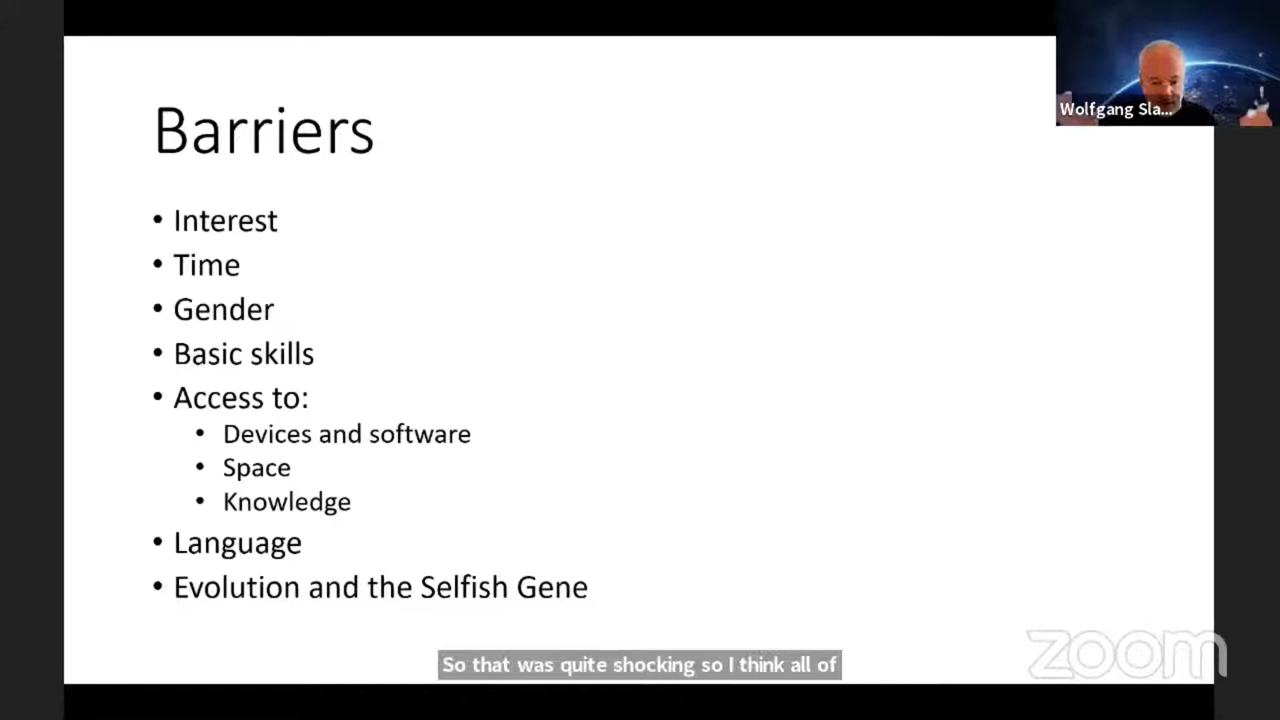 Barriers
Wolfgang Sla...
• Interest
• Time
• Gender
• Basic skills
• Access to:
• Devices and software
• Space
• Knowledge
• Language
• Evolution and the Selfish Gene
So that was quite shocking so I think all of
zoom